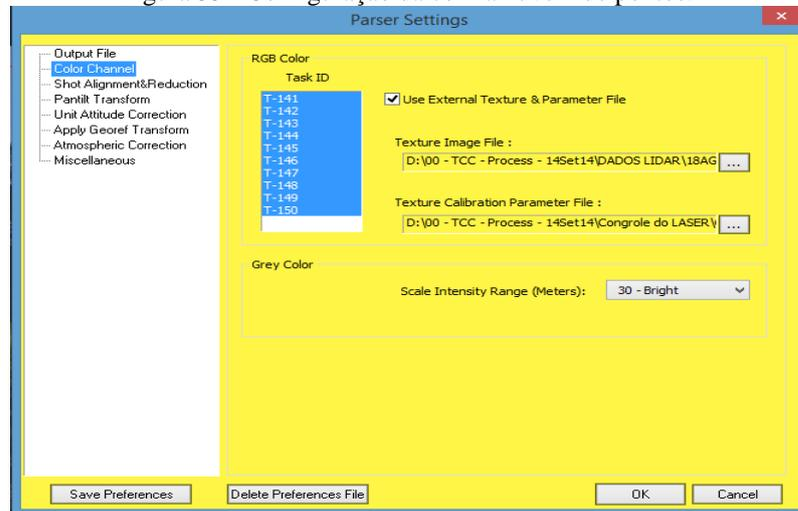 Parser Settings
Output File
Color Channel
Shot Alignment&Reduction
Pantilt Transform
Unit Attitude Correction
Apply Georef Transform
Atmospheric Correction
Miscellaneous
RGB Color
Task ID
T-141
T-142
T-143
T-144
T-145
T-146
T-147
T-148
T-149
T-150
Use External Texture & Parameter File
Texture Image File :
D:\00 - TCC - Process - 14Set14\DADOS LIDAR\18AG
...
Texture Calibration Parameter File :
D:\00 - TCC - Process - 14Set14\Congrole do LASER\
...
Grey Color
Scale Intensity Range (Meters):
30 - Bright
Save Preferences
Delete Preferences File
OK
Cancel